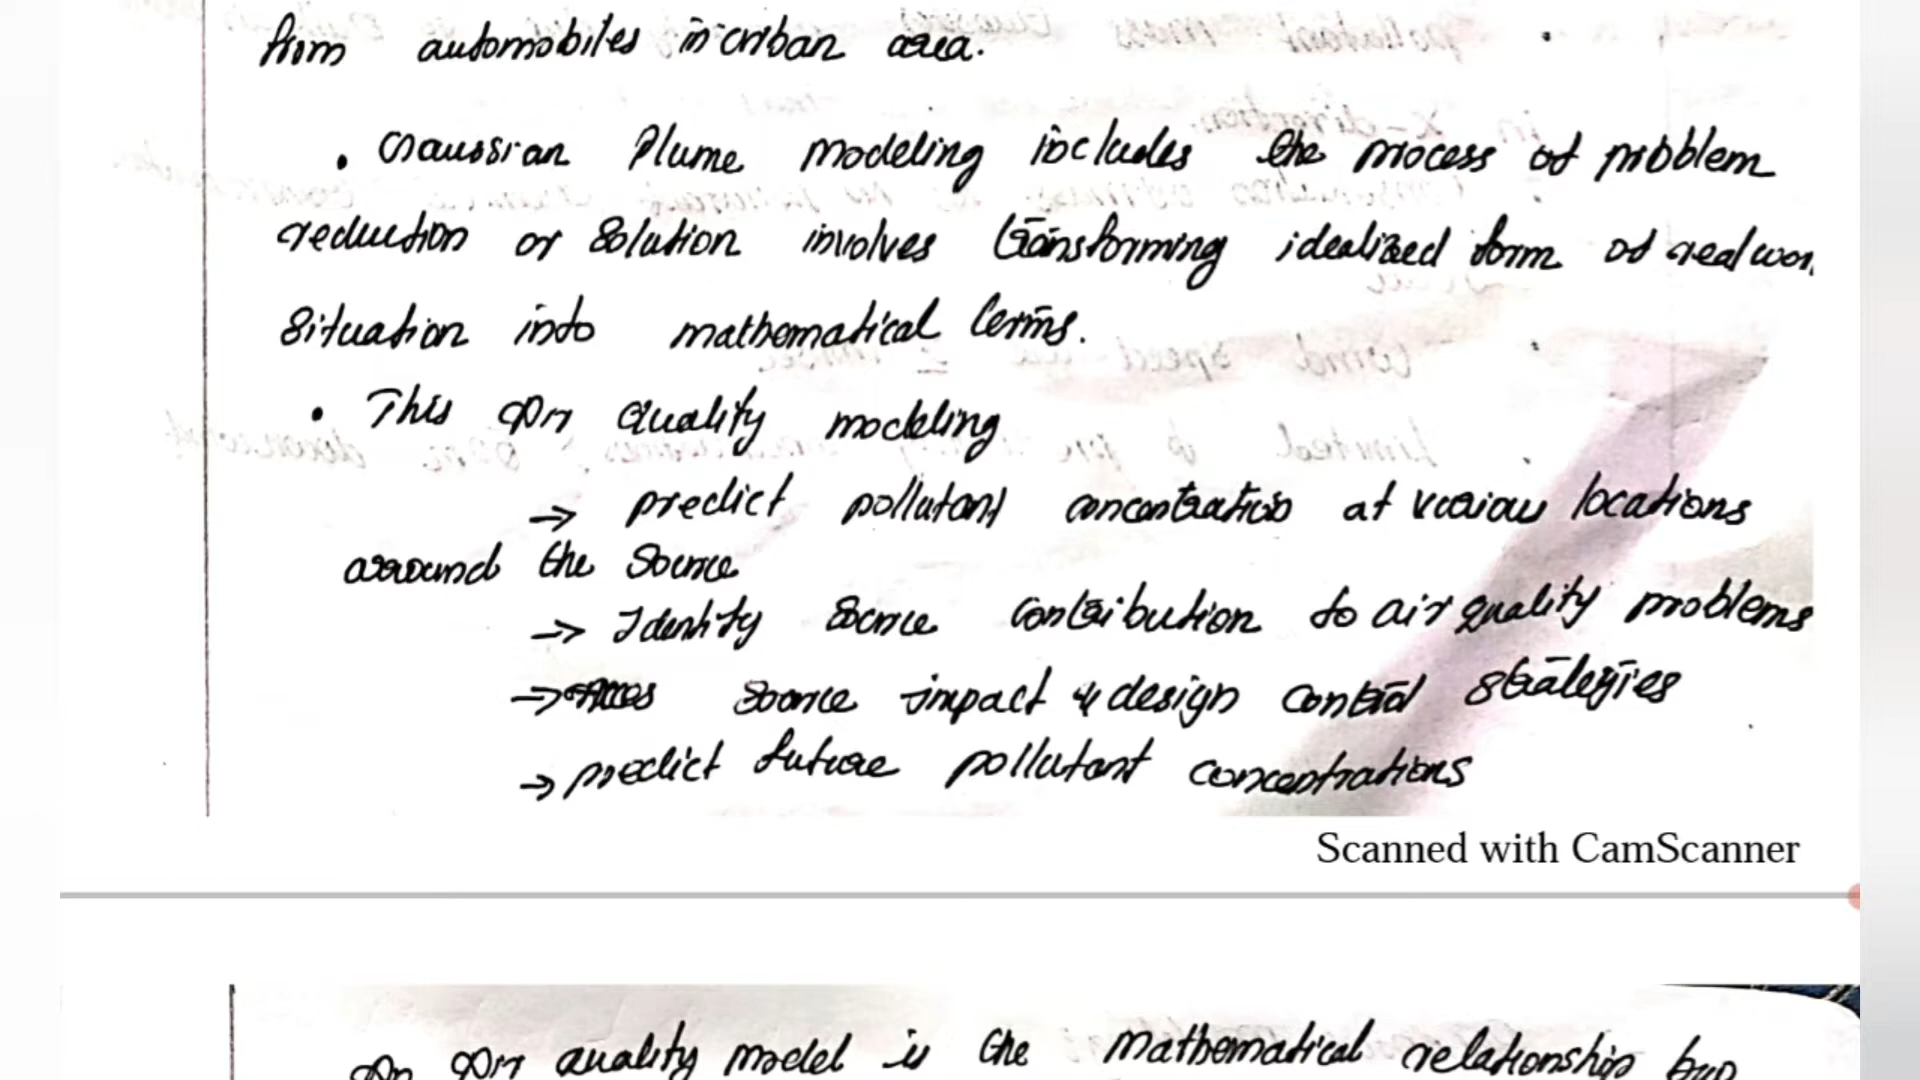 from automobiles in urban area.
• Gaussian Plume modeling includes the process of problem
reduction or solution involves transforming idealized form of real wor
situation into mathematical terms.
• This air quality modeling
→ predict pollutant concentration at various locations
around the source
→ Identify source contribution to air quality problems
→ source impact & design control strategies
→ predict future pollutant concentrations
Scanned with CamScanner
An air quality model is the mathematical relationship